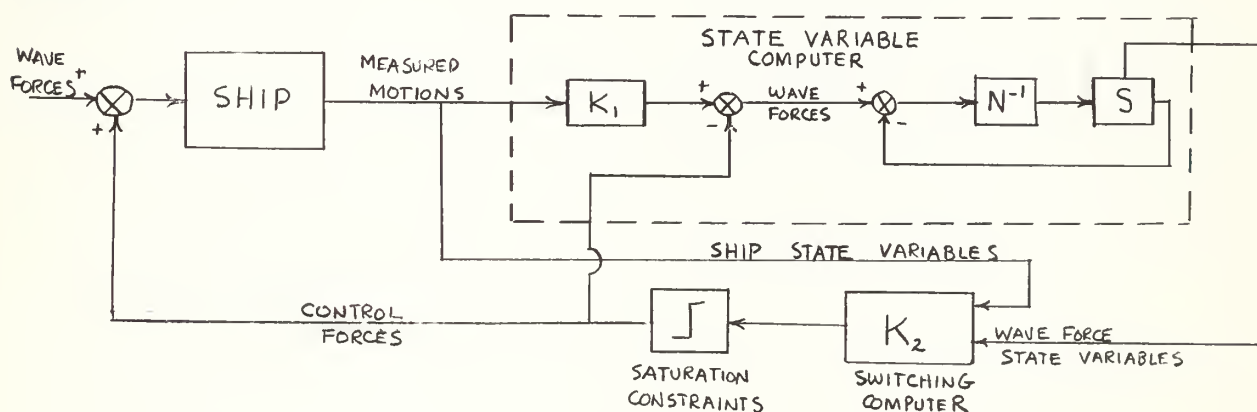 STATE VARIABLE
COMPUTER
WAVE
FORCES
+
+
SHIP
MEASURED
MOTIONS
K₁
+
-
WAVE
FORCES
+
-
N⁻¹
S
SHIP STATE VARIABLES
CONTROL
FORCES
K₂
WAVE FORCE
STATE VARIABLES
SATURATION
CONSTRAINTS
SWITCHING
COMPUTER